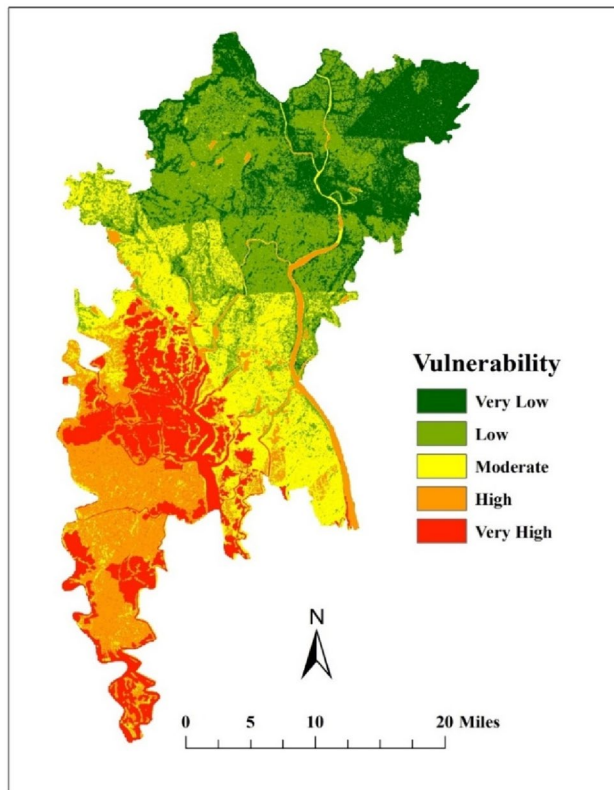 Vulnerability
Very Low
Low
Moderate
High
Very High
N
0 5 10 20 Miles